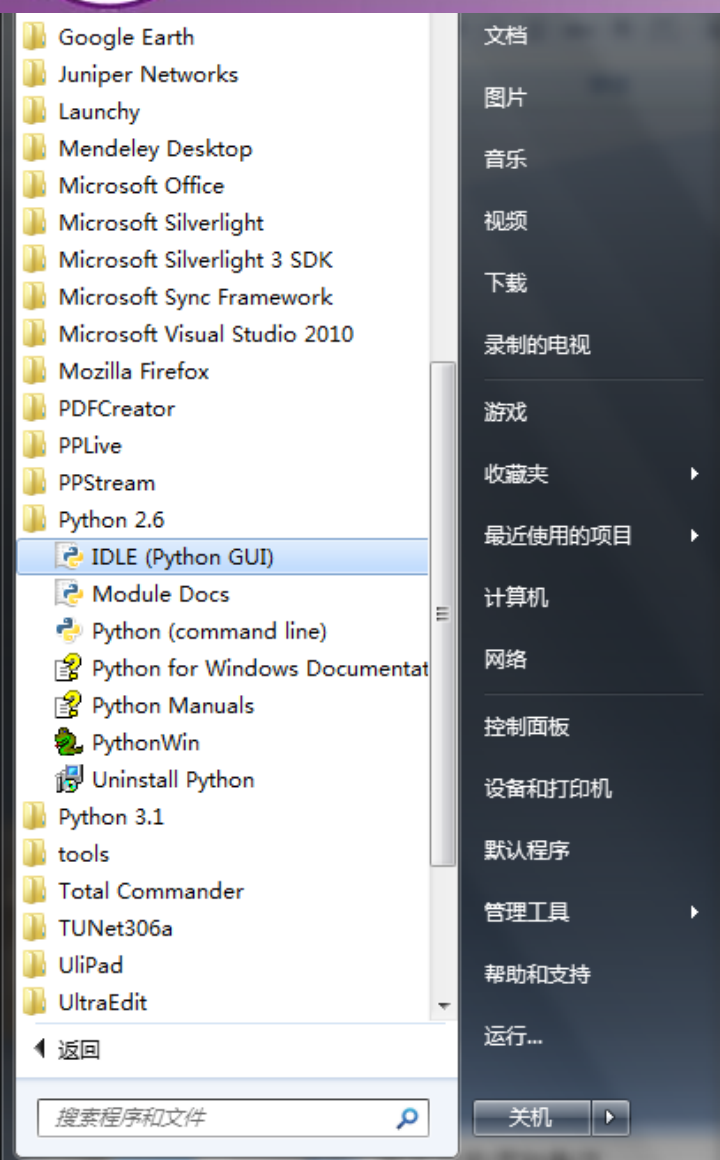 Google Earth
Juniper Networks
Launchy
Mendeley Desktop
Microsoft Office
Microsoft Silverlight
Microsoft Silverlight 3 SDK
Microsoft Sync Framework
Microsoft Visual Studio 2010
Mozilla Firefox
PDFCreator
PPLive
PPStream
Python 2.6
IDLE (Python GUI)
Module Docs
Python (command line)
Python for Windows Documentat
Python Manuals
PythonWin
Uninstall Python
Python 3.1
tools
Total Commander
TUNet306a
UliPad
UltraEdit
返回
搜索程序和文件
文档
图片
音乐
视频
下载
录制的电视
游戏
收藏夹
最近使用的项目
计算机
网络
控制面板
设备和打印机
默认程序
管理工具
帮助和支持
运行...
关机